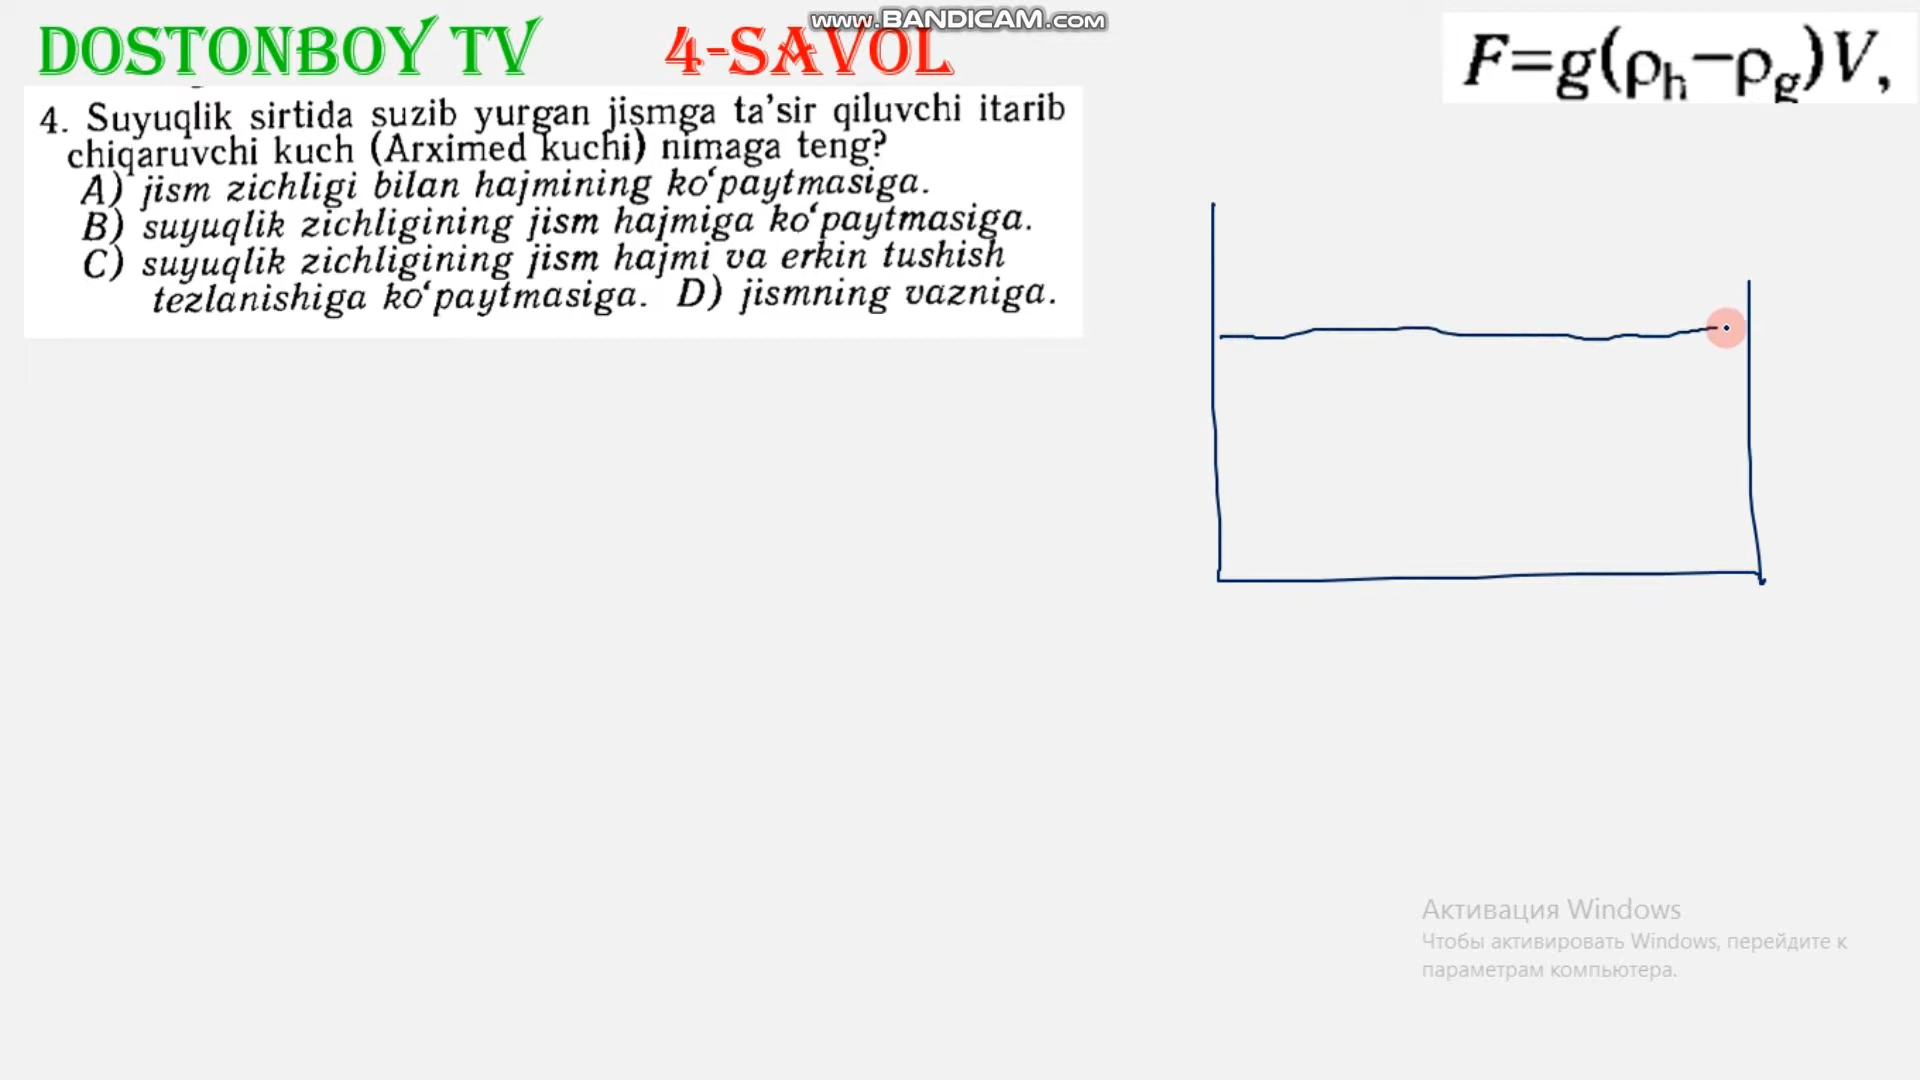 www.BANDICAM.com
DOSTONBOY TV 4-SAVOL
F=g(ρh−ρg)V,
4. Suyuqlik sirtida suzib yurgan jismga ta’sir qiluvchi itarib
chiqaruvchi kuch (Arximed kuchi) nimaga teng?
A) jism zichligi bilan hajmining ko‘paytmasiga.
B) suyuqlik zichligining jism hajmiga ko‘paytmasiga.
C) suyuqlik zichligining jism hajmi va erkin tushish
tezlanishiga ko‘paytmasiga. D) jismning vazniga.
Активация Windows
Чтобы активировать Windows, перейдите к
параметрам компьютера.